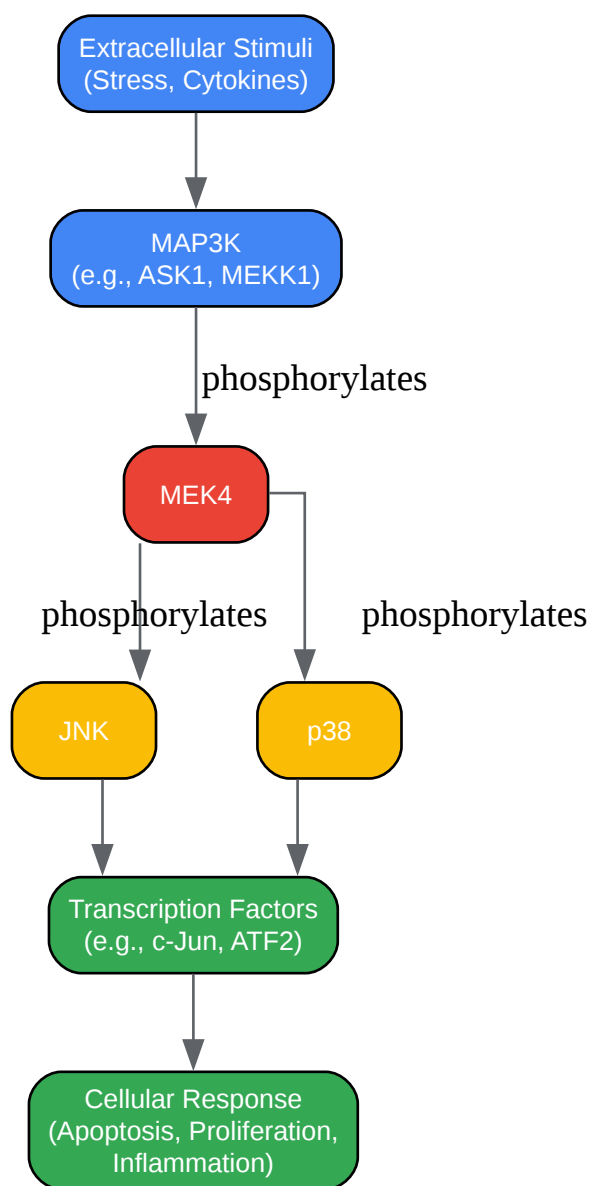 Extracellular Stimuli
(Stress, Cytokines)
MAP3K
(e.g., ASK1, MEKK1)
phosphorylates
MEK4
phosphorylates
phosphorylates
JNK
p38
Transcription Factors
(e.g., c-Jun, ATF2)
Cellular Response
(Apoptosis, Proliferation,
Inflammation)